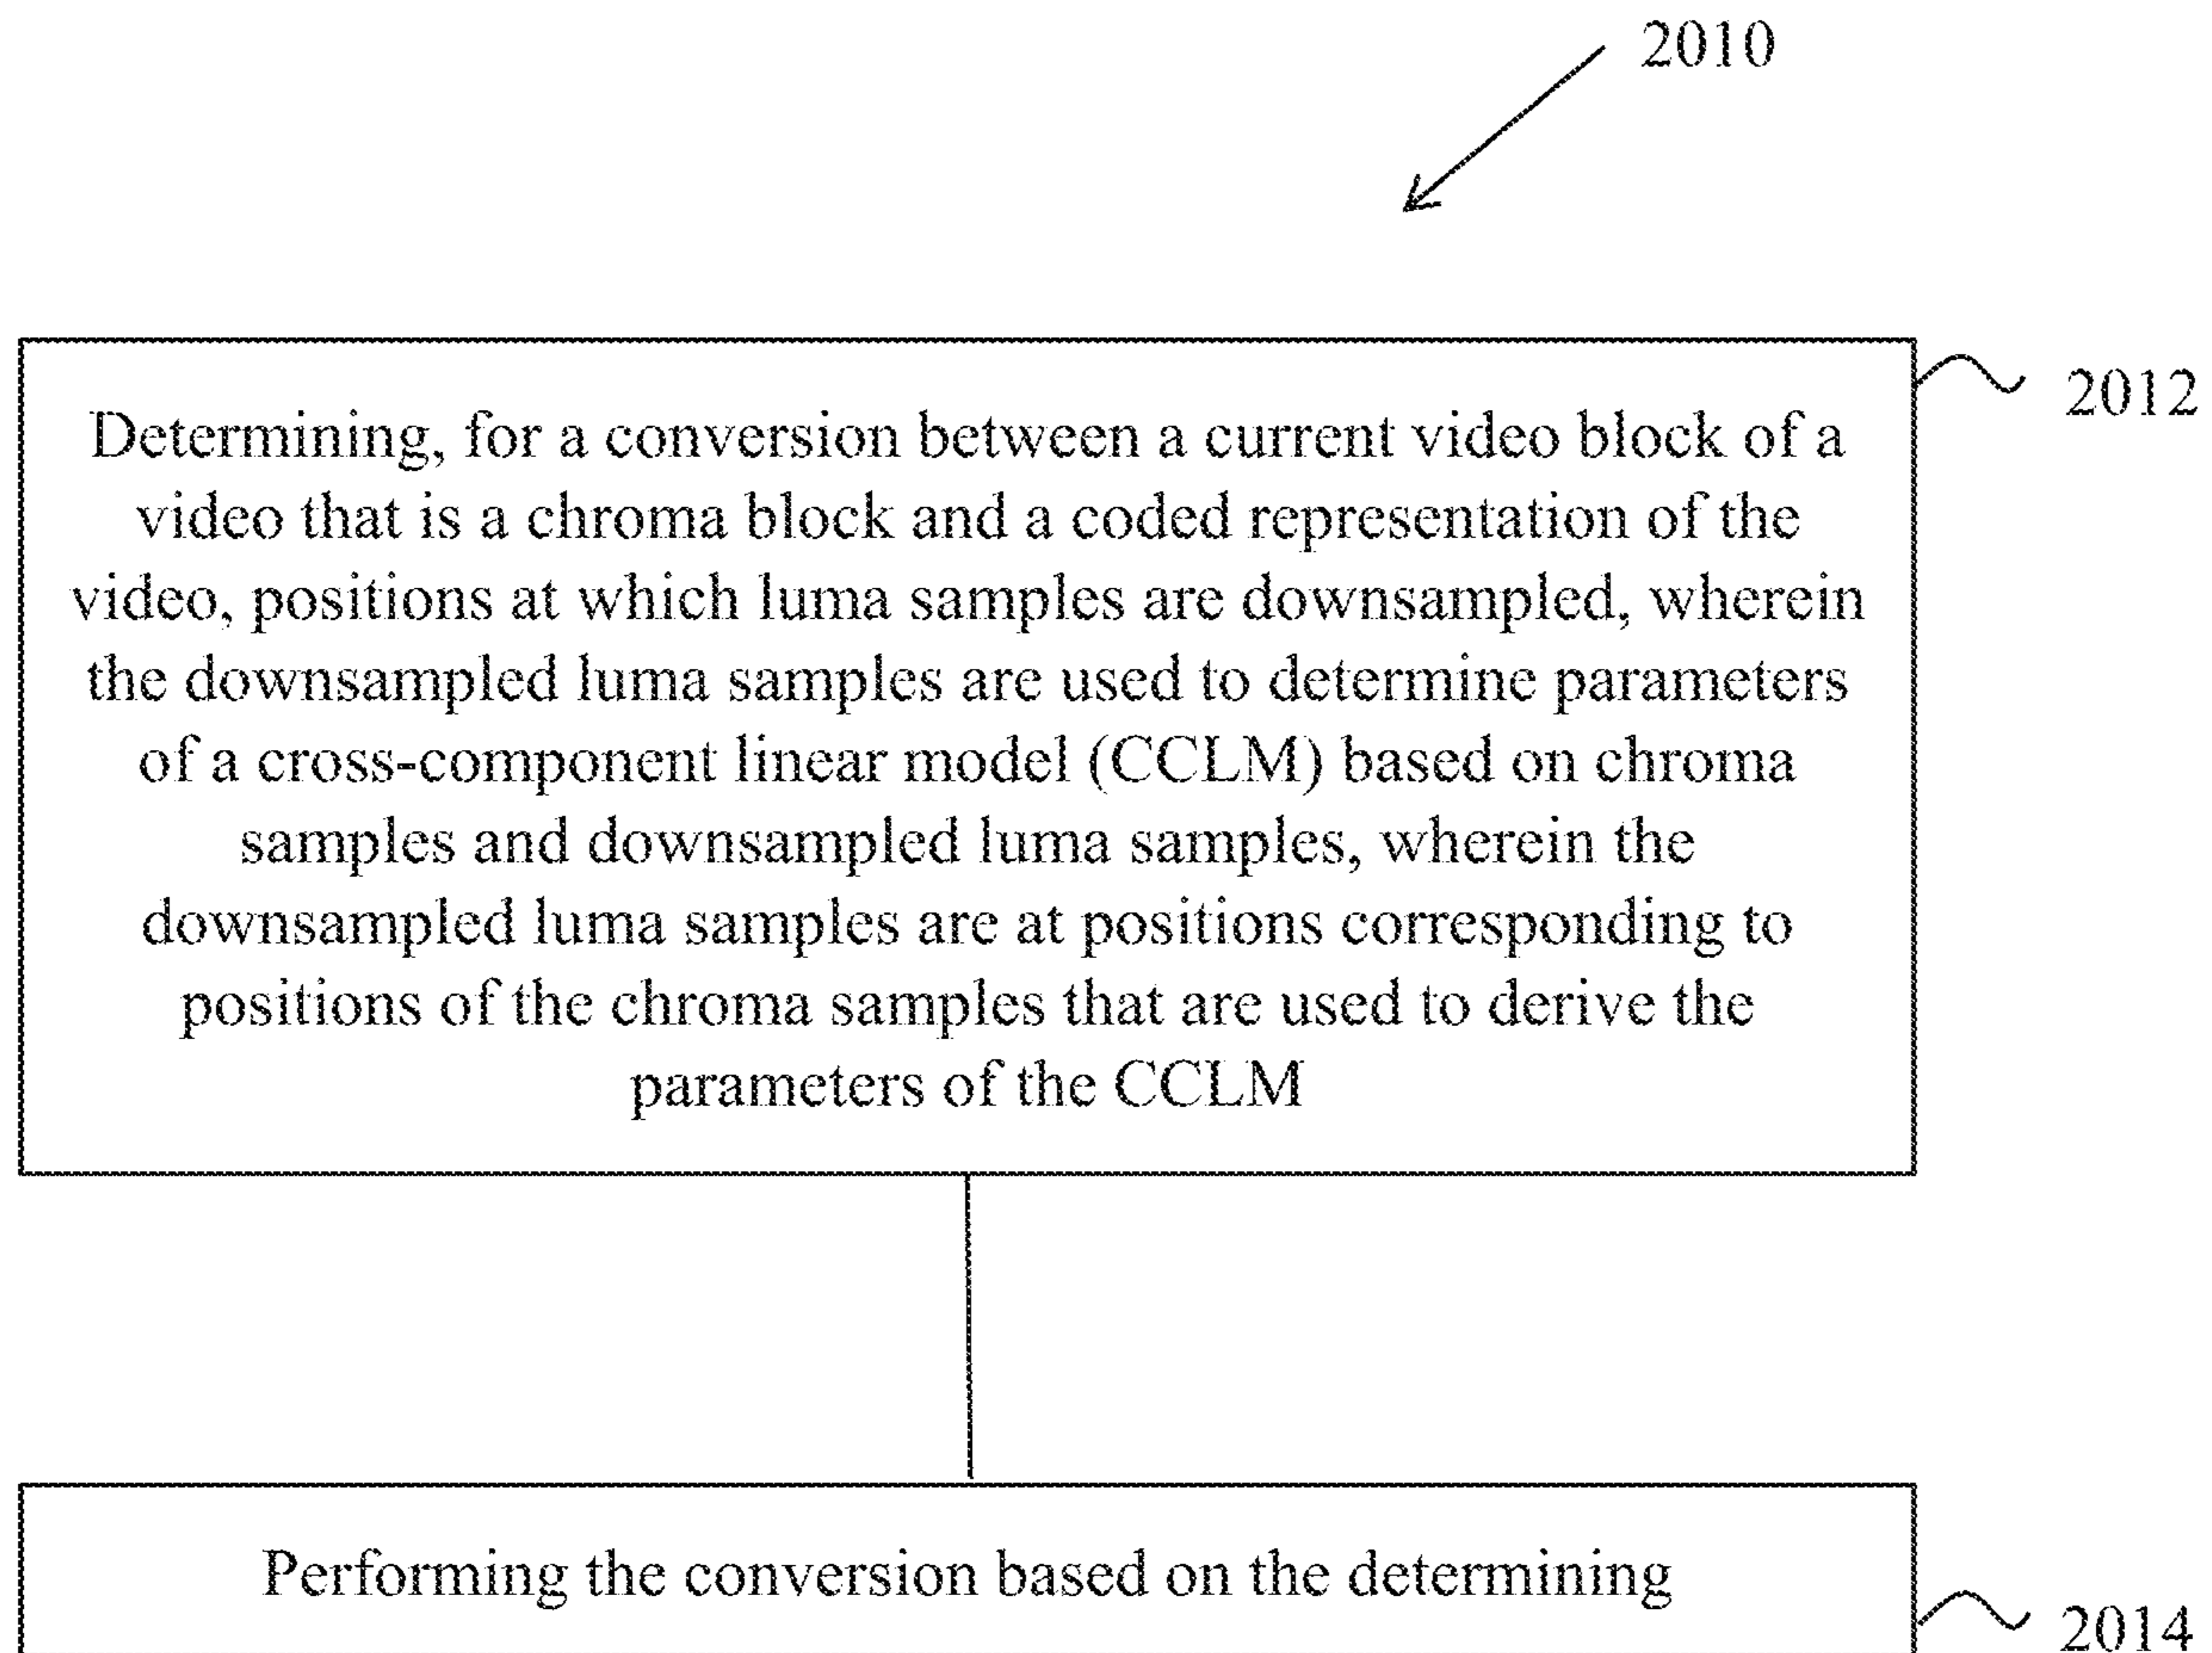 2010
2012
Determining, for a conversion between a current video block of a
video that is a chroma block and a coded representation of the
video, positions at which luma samples are downsampled, wherein
the downsampled luma samples are used to determine parameters
of a cross-component linear model (CCLM) based on chroma
samples and downsampled luma samples, wherein the
downsampled luma samples are at positions corresponding to
positions of the chroma samples that are used to derive the
parameters of the CCLM
Performing the conversion based on the determining
2014